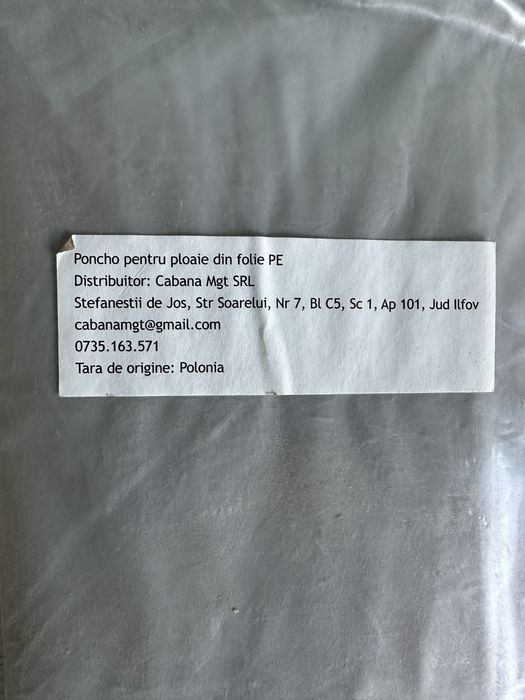 Poncho pentru ploaie din folie PE
Distribuitor: Cabana Mgt SRL
Stefanestii de Jos, Str Soarelui, Nr 7, Bl C5, Sc 1, Ap 101, Jud Ilfov
cabanamgt@gmail.com
0735.163.571
Tara de origine: Polonia